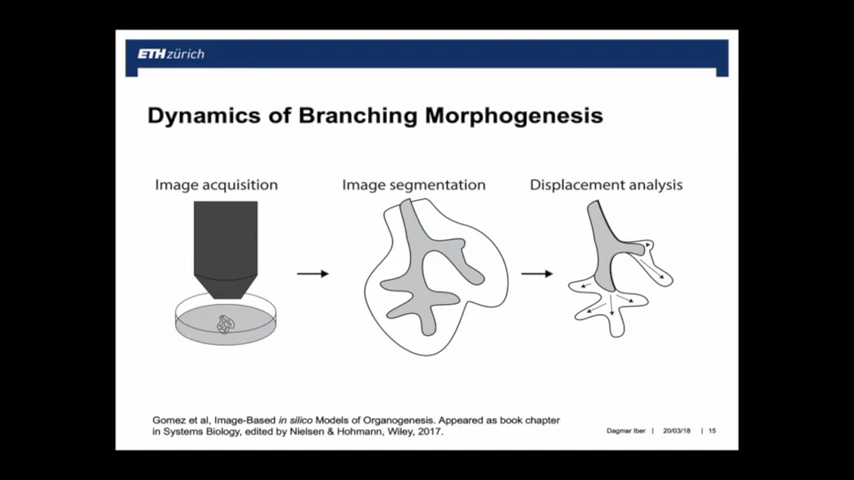 ETH zürich
Dynamics of Branching Morphogenesis
Image acquisition
Image segmentation
Displacement analysis
Gomez et al, Image-Based in silico Models of Organogenesis. Appeared as book chapter
in Systems Biology, edited by Nielsen & Hohmann, Wiley, 2017.
Dagmar Iber | 20/03/18 | 15